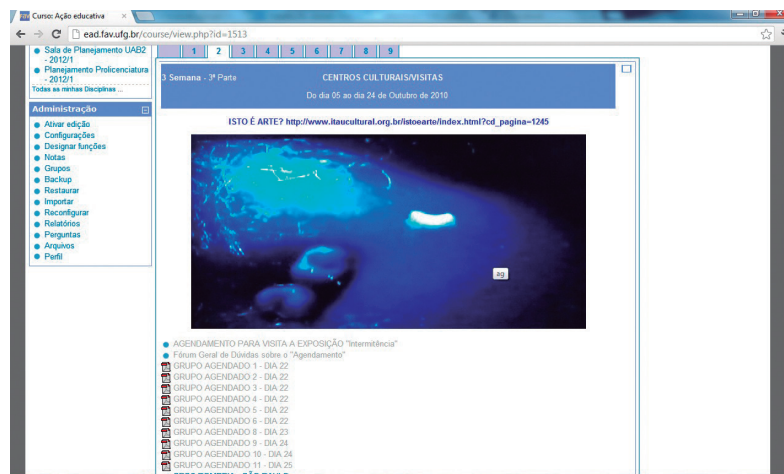 Curso: Ação educativa
ead.fav.ufg.br/course/view.php?id=1513
Sala de Planejamento UAB2 - 2012/1
Planejamento Prolicenciatura - 2012/1
Todas as minhas Disciplinas ...
Administração
Ativar edição
Configurações
Designar funções
Notas
Grupos
Backup
Restaurar
Importar
Reconfigurar
Relatórios
Perguntas
Arquivos
Perfil
1 2 3 4 5 6 7 8 9
3 Semana - 3ª Parte
CENTROS CULTURAIS/VISITAS
Do dia 05 ao dia 24 de Outubro de 2010
ISTO É ARTE? http://www.itaucultural.org.br/istoearte/index.html?cd_pagina=1245
ag
AGENDAMENTO PARA VISITA A EXPOSIÇÃO "Intermitência"
Fórum Geral de Dúvidas sobre o "Agendamento"
GRUPO AGENDADO 1 - DIA 22
GRUPO AGENDADO 2 - DIA 22
GRUPO AGENDADO 3 - DIA 22
GRUPO AGENDADO 4 - DIA 22
GRUPO AGENDADO 5 - DIA 22
GRUPO AGENDADO 6 - DIA 22
GRUPO AGENDADO 8 - DIA 23
GRUPO AGENDADO 9 - DIA 24
GRUPO AGENDADO 10 - DIA 24
GRUPO AGENDADO 11 - DIA 25